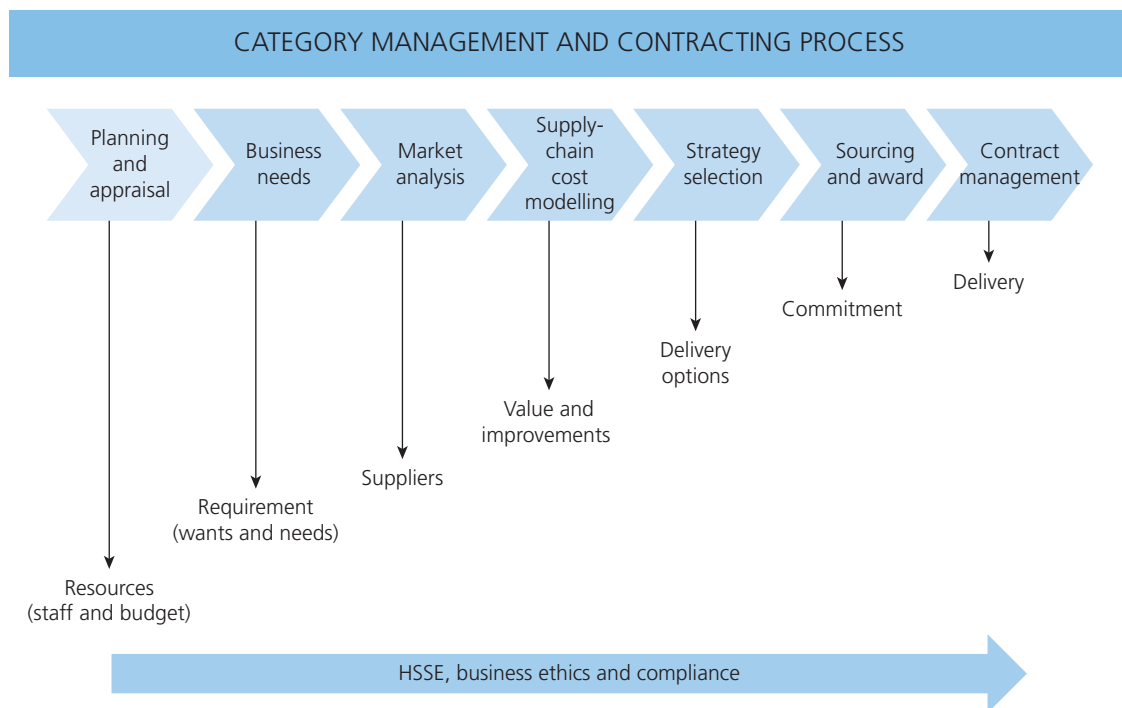 CATEGORY MANAGEMENT AND CONTRACTING PROCESS
Planning
and
appraisal
Business
needs
Market
analysis
Supply-
chain
cost
modelling
Strategy
selection
Sourcing
and award
Contract
management
Delivery
Commitment
Delivery
options
Value and
improvements
Suppliers
Requirement
(wants and needs)
Resources
(staff and budget)
HSSE, business ethics and compliance